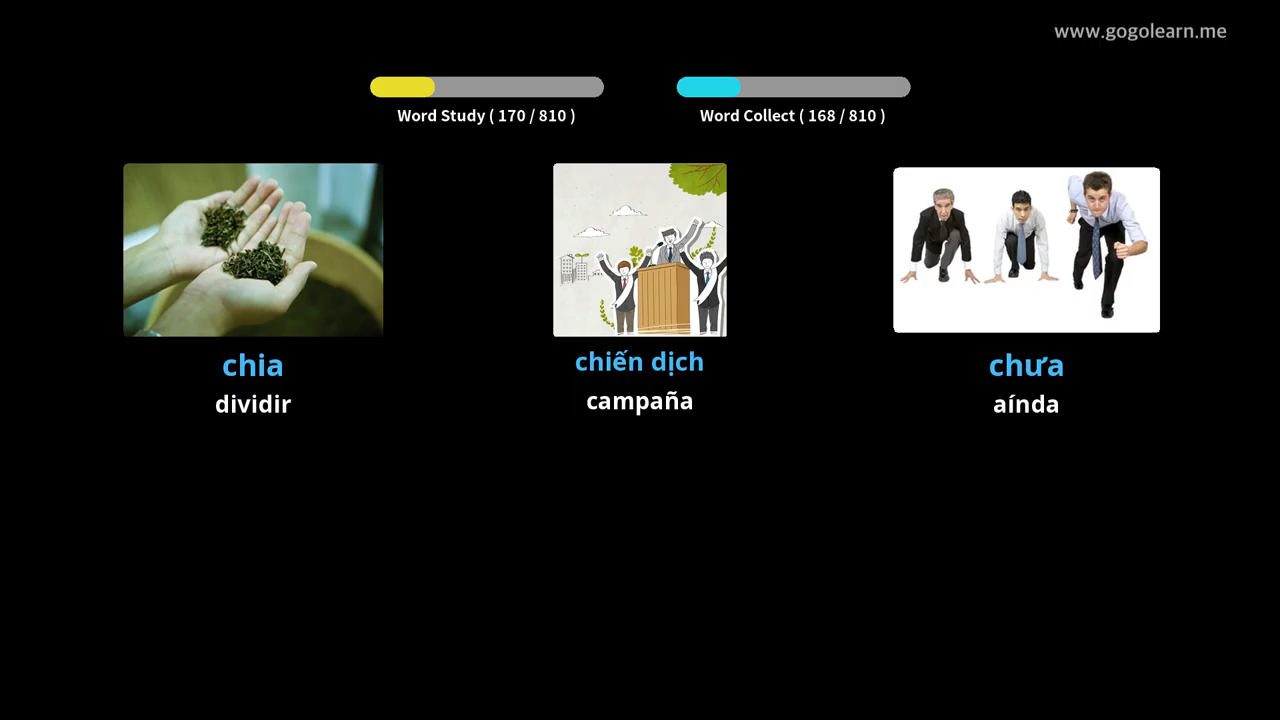 www.gogolearn.me
Word Study ( 170 / 810 )
Word Collect ( 168 / 810 )
chia
dividir
chiến dịch
campaña
chưa
aínda